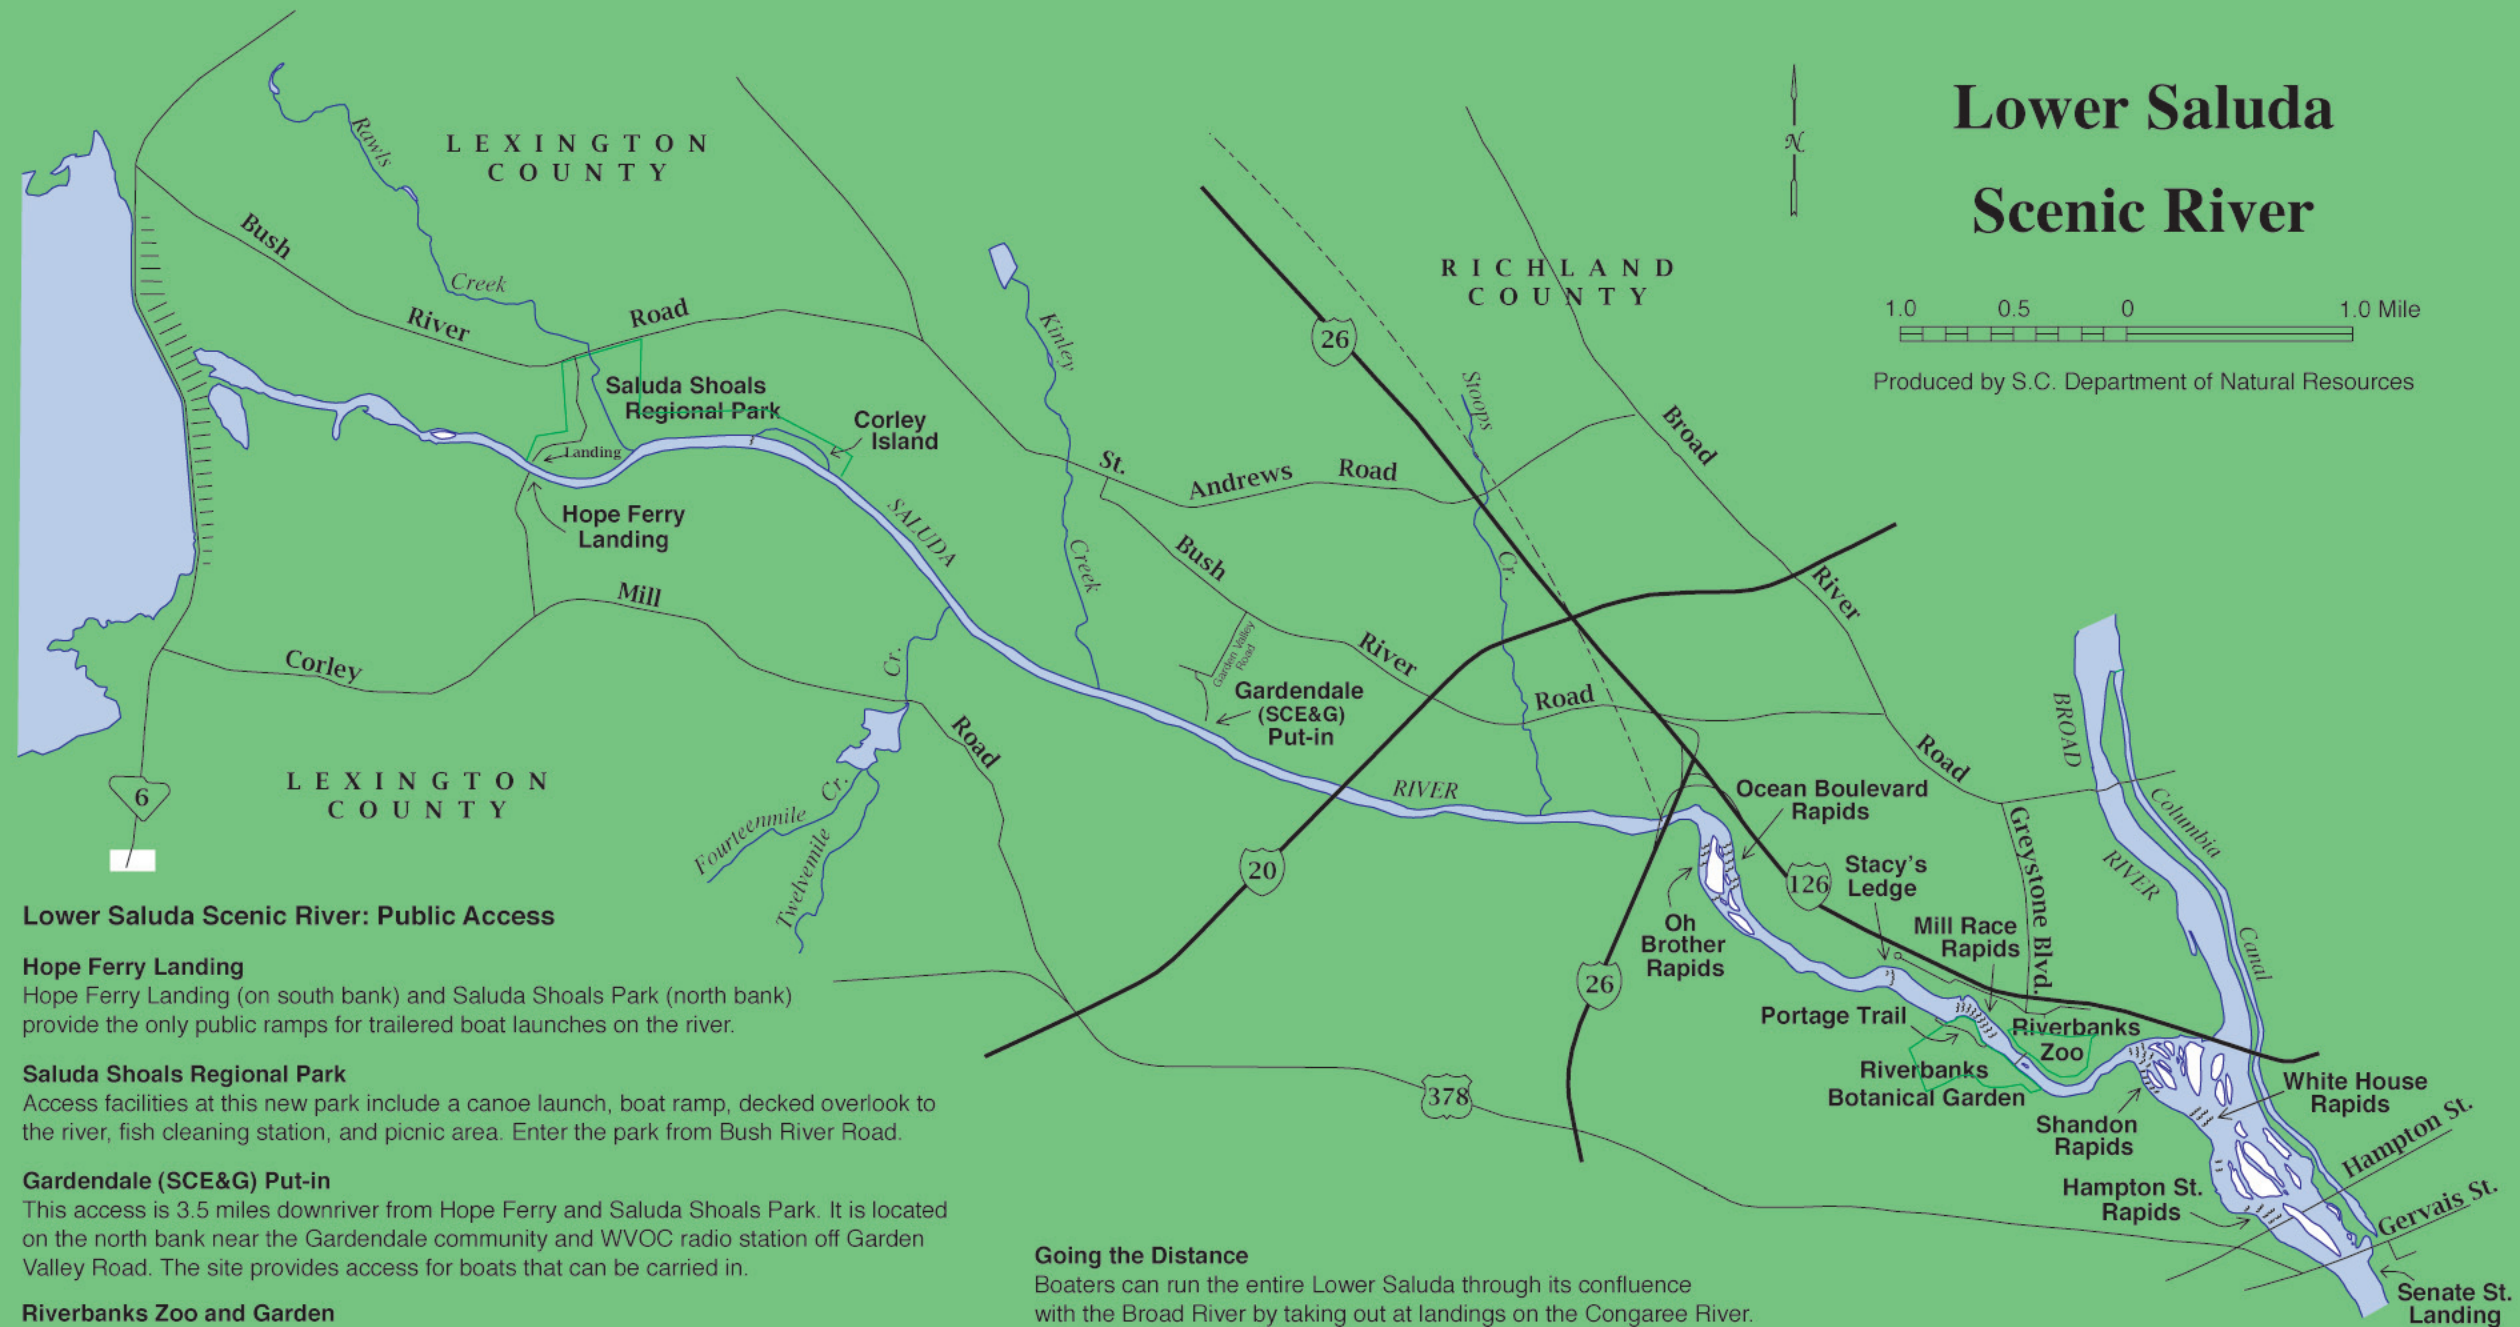 Lower Saluda
Scenic River
N
1.0 0.5 0 1.0 Mile
Produced by S.C. Department of Natural Resources
LEXINGTON
COUNTY
RICHLAND
COUNTY
LEXINGTON
COUNTY
Rawls
Creek
Bush
River
Road
Saluda Shoals
Regional Park
Corley
Island
Landing
Hope Ferry
Landing
SALUDA
Kinley
Creek
St.
Andrews
Road
26
Stoops
Cr.
Broad
River
Road
Bush
River
Road
Garden Valley
Road
Gardendale
(SCE&G)
Put-in
RIVER
Corley
Mill
Road
Cr.
Fourteenmile
Cr.
Twelvemile
6
20
26
126
378
Ocean Boulevard
Rapids
Oh
Brother
Rapids
Stacy's
Ledge
Mill Race
Rapids
Greystone Blvd.
Portage Trail
Riverbanks
Zoo
Riverbanks
Botanical Garden
BROAD
RIVER
Columbia
Canal
Shandon
Rapids
White House
Rapids
Hampton St.
Rapids
Hampton St.
Gervais St.
Senate St.
Landing
Lower Saluda Scenic River: Public Access
Hope Ferry Landing
Hope Ferry Landing (on south bank) and Saluda Shoals Park (north bank)
provide the only public ramps for trailered boat launches on the river.
Saluda Shoals Regional Park
Access facilities at this new park include a canoe launch, boat ramp, decked overlook to
the river, fish cleaning station, and picnic area. Enter the park from Bush River Road.
Gardendale (SCE&G) Put-in
This access is 3.5 miles downriver from Hope Ferry and Saluda Shoals Park. It is located
on the north bank near the Gardendale community and WVOC radio station off Garden
Valley Road. The site provides access for boats that can be carried in.
Riverbanks Zoo and Garden
Going the Distance
Boaters can run the entire Lower Saluda through its confluence
with the Broad River by taking out at landings on the Congaree River.